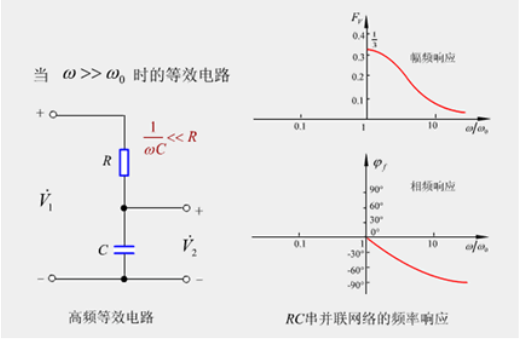 当 ω>>ω₀ 时的等效电路
+
R
1/ωC << R
V̇₁
+
C
V̇₂
−
−
高频等效电路
F_F
0.4
1/3
0.3
0.2
0.1
幅频响应
0.1
1
10
ω/ω₀
φ_f
相频响应
90°
60°
30°
0°
0.1
1
10
ω/ω₀
-30°
-60°
-90°
RC串并联网络的频率响应